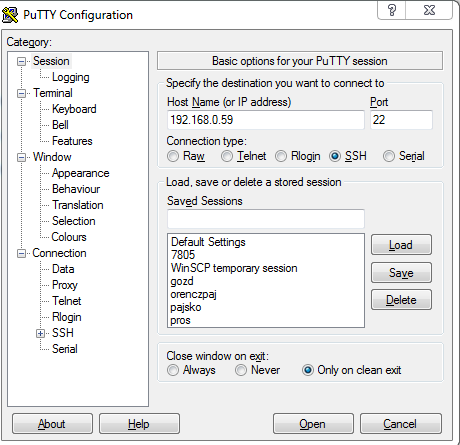 PuTTY Configuration
?
Category:
Session
Logging
Terminal
Keyboard
Bell
Features
Window
Appearance
Behaviour
Translation
Selection
Colours
Connection
Data
Proxy
Telnet
Rlogin
SSH
Serial
Basic options for your PuTTY session
Specify the destination you want to connect to
Host Name (or IP address) Port
192.168.0.59 22
Connection type:
Raw Telnet Rlogin SSH Serial
Load, save or delete a stored session
Saved Sessions
Default Settings
7805
WinSCP temporary session
gozd
orenczpaj
pajsko
pros
Load
Save
Delete
Close window on exit:
Always Never Only on clean exit
About Help Open Cancel